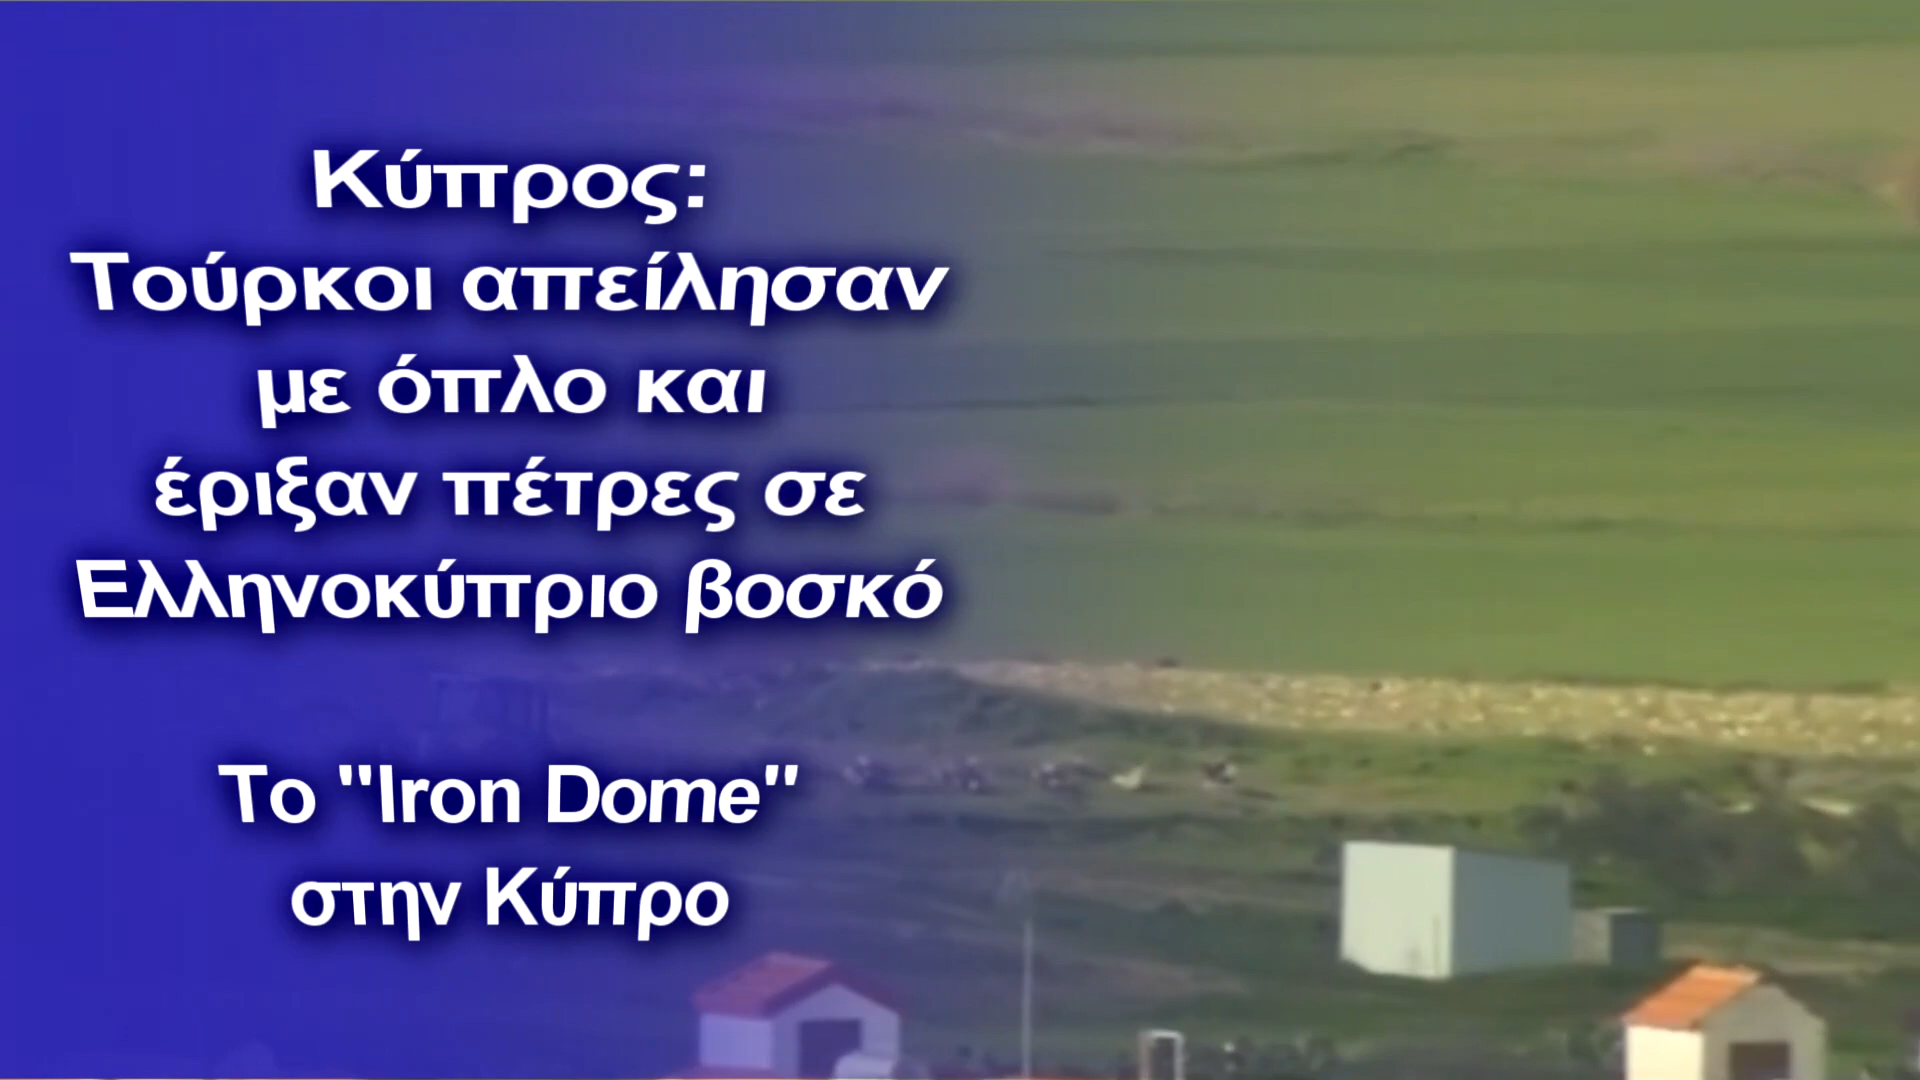 Κύπρος:
Τούρκοι απείλησαν
με όπλο και
έριξαν πέτρες σε
Ελληνοκύπριο βοσκό
Το "Iron Dome"
στην Κύπρο